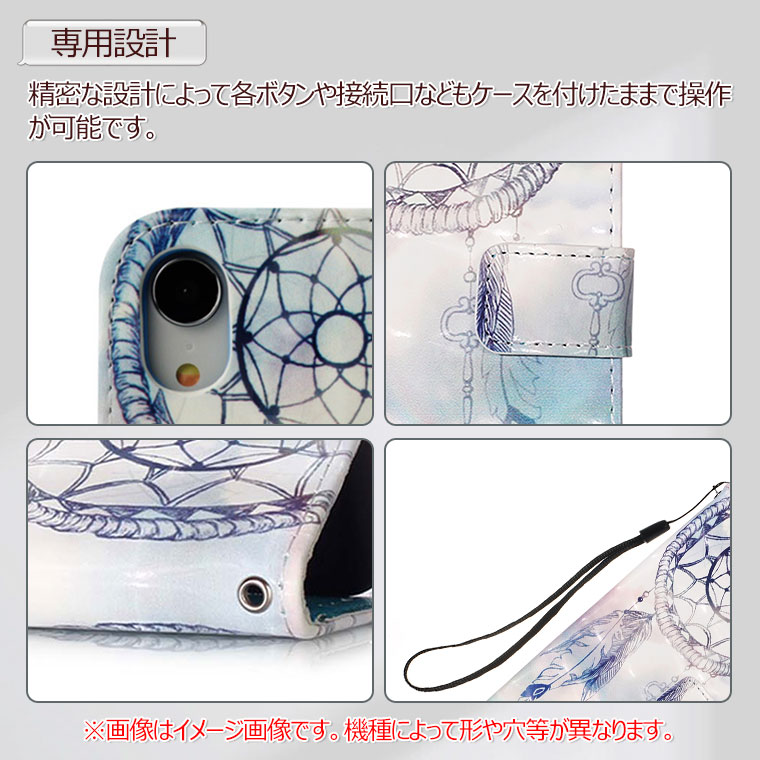 専用設計
精密な設計によって各ボタンや接続口などもケースを付けたままで操作
が可能です。
※画像はイメージ画像です。機種によって形や穴等が異なります。